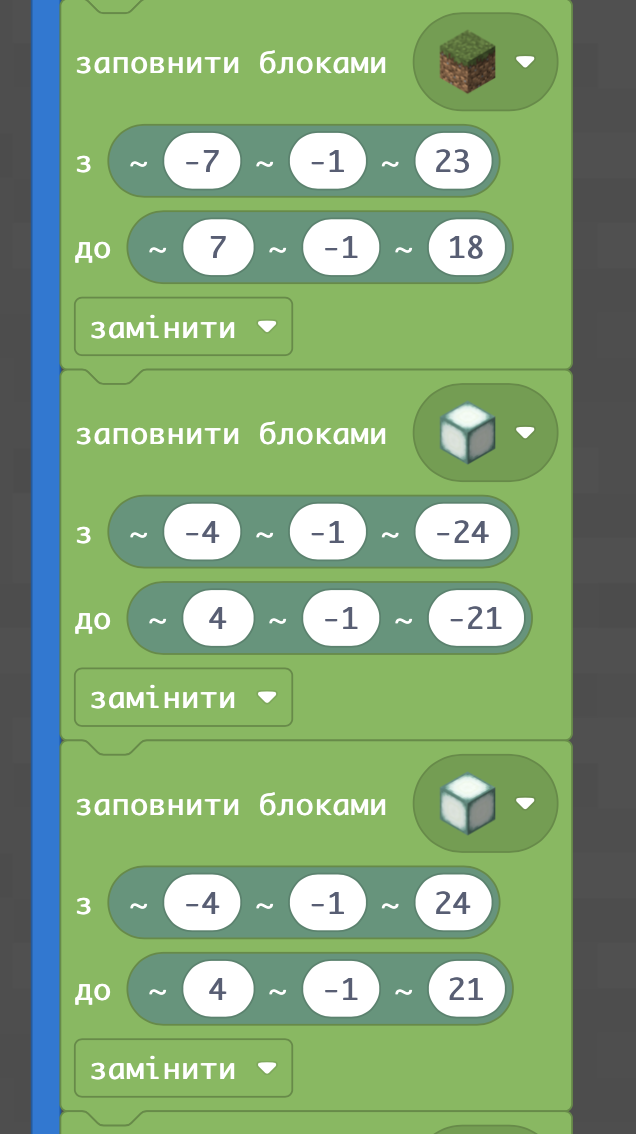 заповнити блоками
з ~ -7 ~ -1 ~ 23
до ~ 7 ~ -1 ~ 18
замінити
заповнити блоками
з ~ -4 ~ -1 ~ -24
до ~ 4 ~ -1 ~ -21
замінити
заповнити блоками
з ~ -4 ~ -1 ~ 24
до ~ 4 ~ -1 ~ 21
замінити